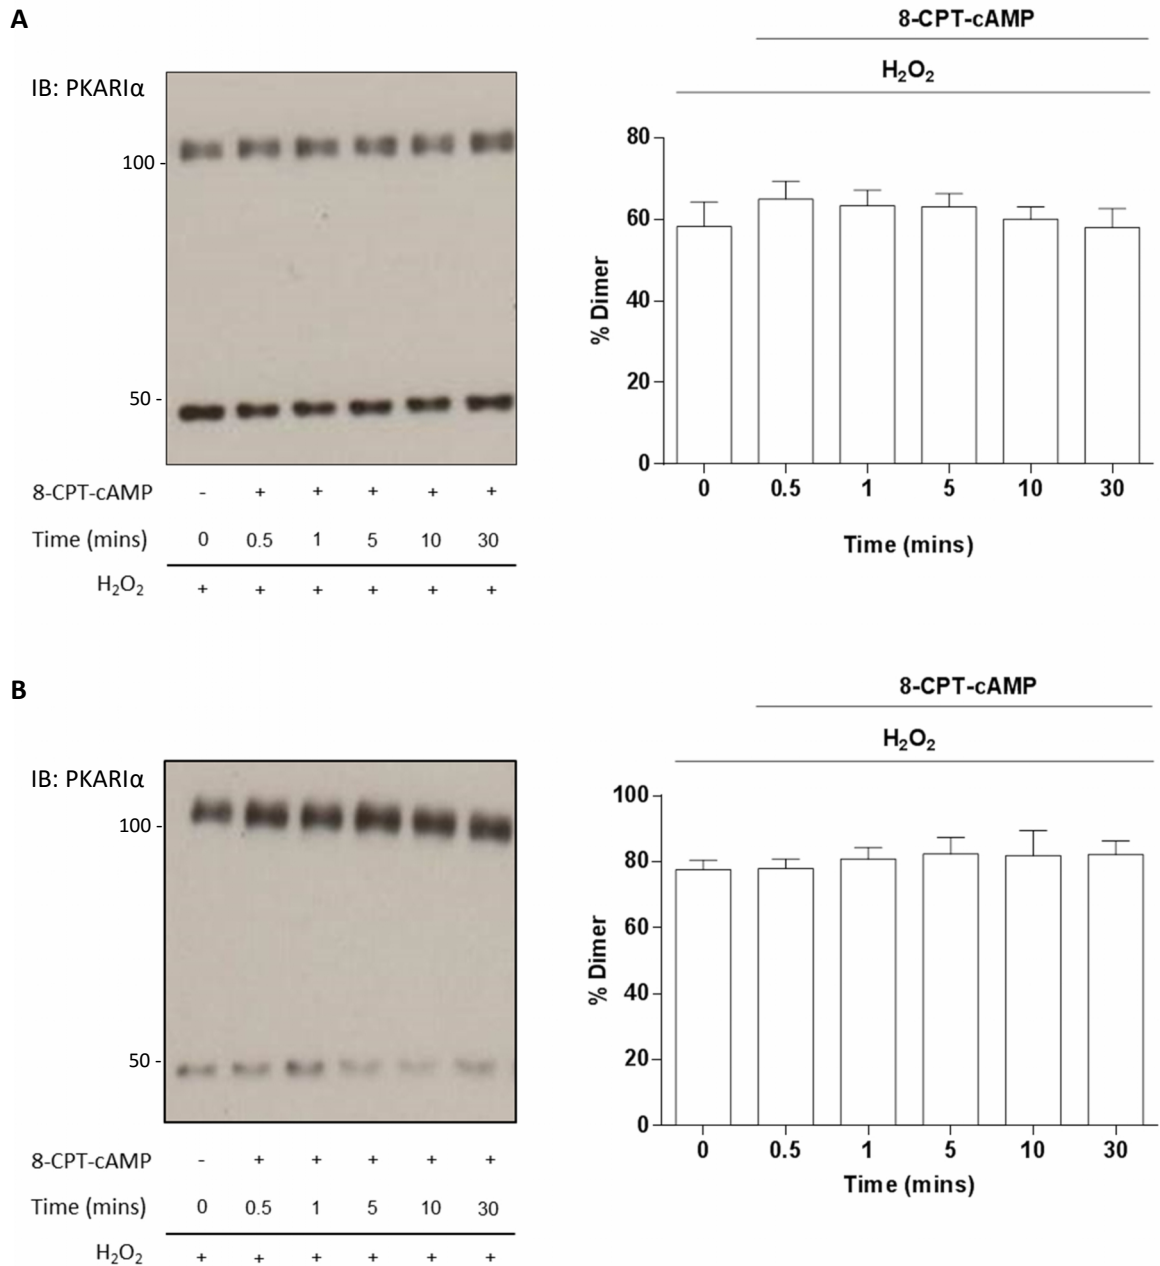 A
IB: PKARIα
100 -
50 -
8-CPT-cAMP - + + + + +
Time (mins) 0 0.5 1 5 10 30
H₂O₂ + + + + + +
8-CPT-cAMP
H₂O₂
80
60
40
20
0
% Dimer
0 0.5 1 5 10 30
Time (mins)
B
IB: PKARIα
100 -
50 -
8-CPT-cAMP - + + + + +
Time (mins) 0 0.5 1 5 10 30
H₂O₂ + + + + + +
8-CPT-cAMP
H₂O₂
100
80
60
40
20
0
% Dimer
0 0.5 1 5 10 30
Time (mins)